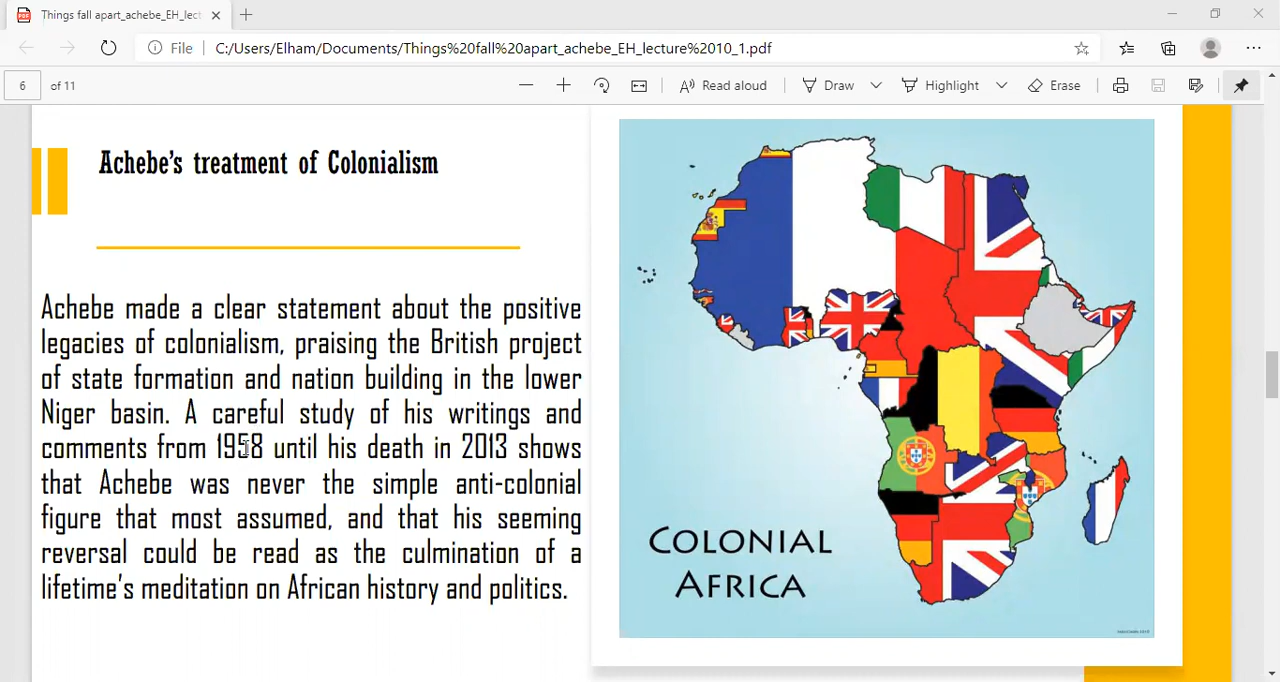 Things fall apart_achebe_EH_lect
File
C:/Users/Elham/Documents/Things%20fall%20apart_achebe_EH_lecture%2010_1.pdf
6 of 11
Read aloud
Draw
Highlight
Erase
Achebe's treatment of Colonialism
Achebe made a clear statement about the positive
legacies of colonialism, praising the British project
of state formation and nation building in the lower
Niger basin. A careful study of his writings and
comments from 1958 until his death in 2013 shows
that Achebe was never the simple anti-colonial
figure that most assumed, and that his seeming
reversal could be read as the culmination of a
lifetime's meditation on African history and politics.
COLONIAL
AFRICA